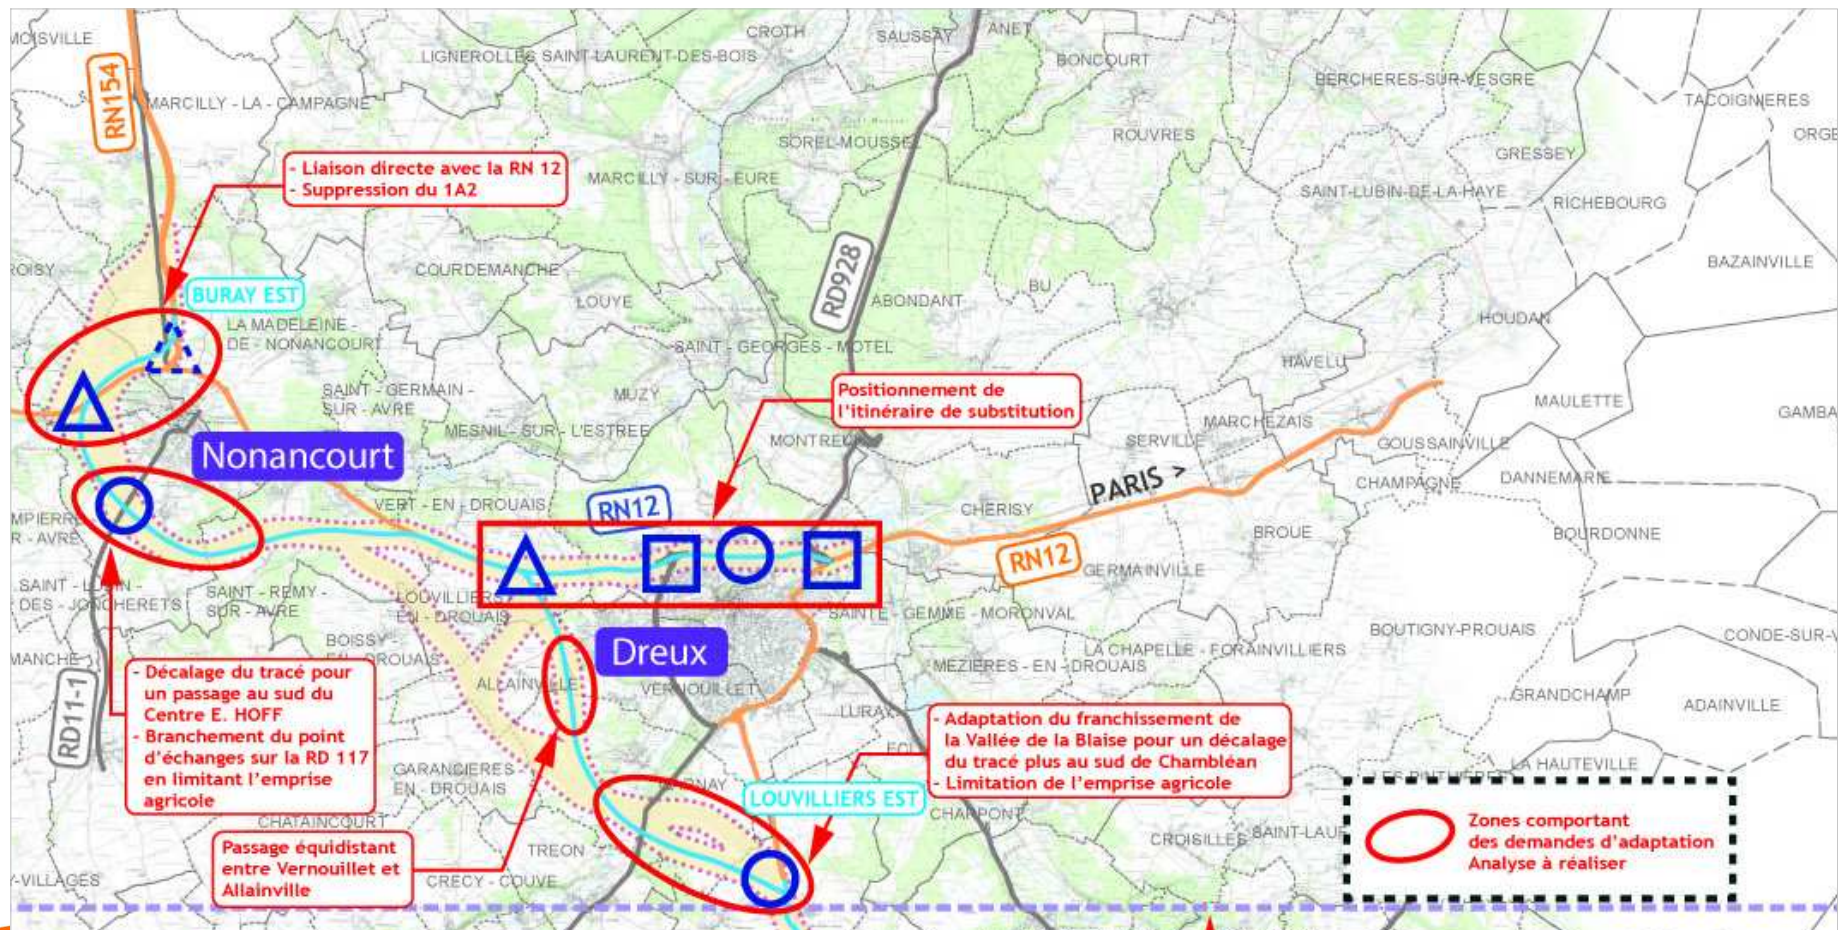 MOISVILLE
CROTH
SAUSSAY
ANET
LIGNEROLLES
SAINT-LAURENT-DES-BOIS
BONCOURT
BERCHERES-SUR-VESGRE
RN154
MARCILLY - LA - CAMPAGNE
TACOIGNIERES
SOREL-MOUSSEL
ROUVRES
GRESSEY
- Liaison directe avec la RN 12
- Suppression du 1A2
MARCILLY - SUR - EURE
SAINT-LUBIN-DE-LA-HAYE
RICHEBOURG
COURDEMANCHE
RD928
BU
BAZAINVILLE
BURAY EST
LOUYE
ABONDANT
LA MADELEINE -
DE - NONANCOURT
HOUDAN
SAINT - GEORGES - MOTEL
HAVELU
SAINT - GERMAIN -
SUR - AVRE
MUZY
Positionnement de
l'itinéraire de substitution
MAULETTE
MESNIL - SUR - L'ESTREE
MARCHEZAIS
SERVILLE
GOUSSAINVILLE
Nonancourt
PARIS >
CHAMPAGNE
DANNEMARIE
VERT - EN - DROUAIS
RN12
CHERISY
BROUE
BOURDONNE
RN12
GERMAINVILLE
SAINT - REMY -
SUR - AVRE
LOUVILLIERS
EN - DROUAIS
SAINTE - GEMME - MORONVAL
DES - JONCHERETS
BOUTIGNY-PROUAIS
BOISSY -
Dreux
LA CHAPELLE - FORAINVILLIERS
MEZIERES - EN - DROUAIS
RD11-1
- Décalage du tracé pour
un passage au sud du
Centre E. HOFF
- Branchement du point
d'échanges sur la RD 117
en limitant l'emprise
agricole
ALLAINVILLE
VERNOUILLET
LURAY
GRANDCHAMP
ADAINVILLE
- Adaptation du franchissement de
la Vallée de la Blaise pour un décalage
du tracé plus au sud de Chambléan
- Limitation de l'emprise agricole
GARANCIERES -
EN - DROUAIS
LA HAUTEVILLE
LOUVILLIERS EST
CHARPONT
CHATAINCOURT
CROISILLES
Zones comportant
des demandes d'adaptation
Analyse à réaliser
Passage équidistant
entre Vernouillet et
Allainville
TREON
CRECY - COUVE